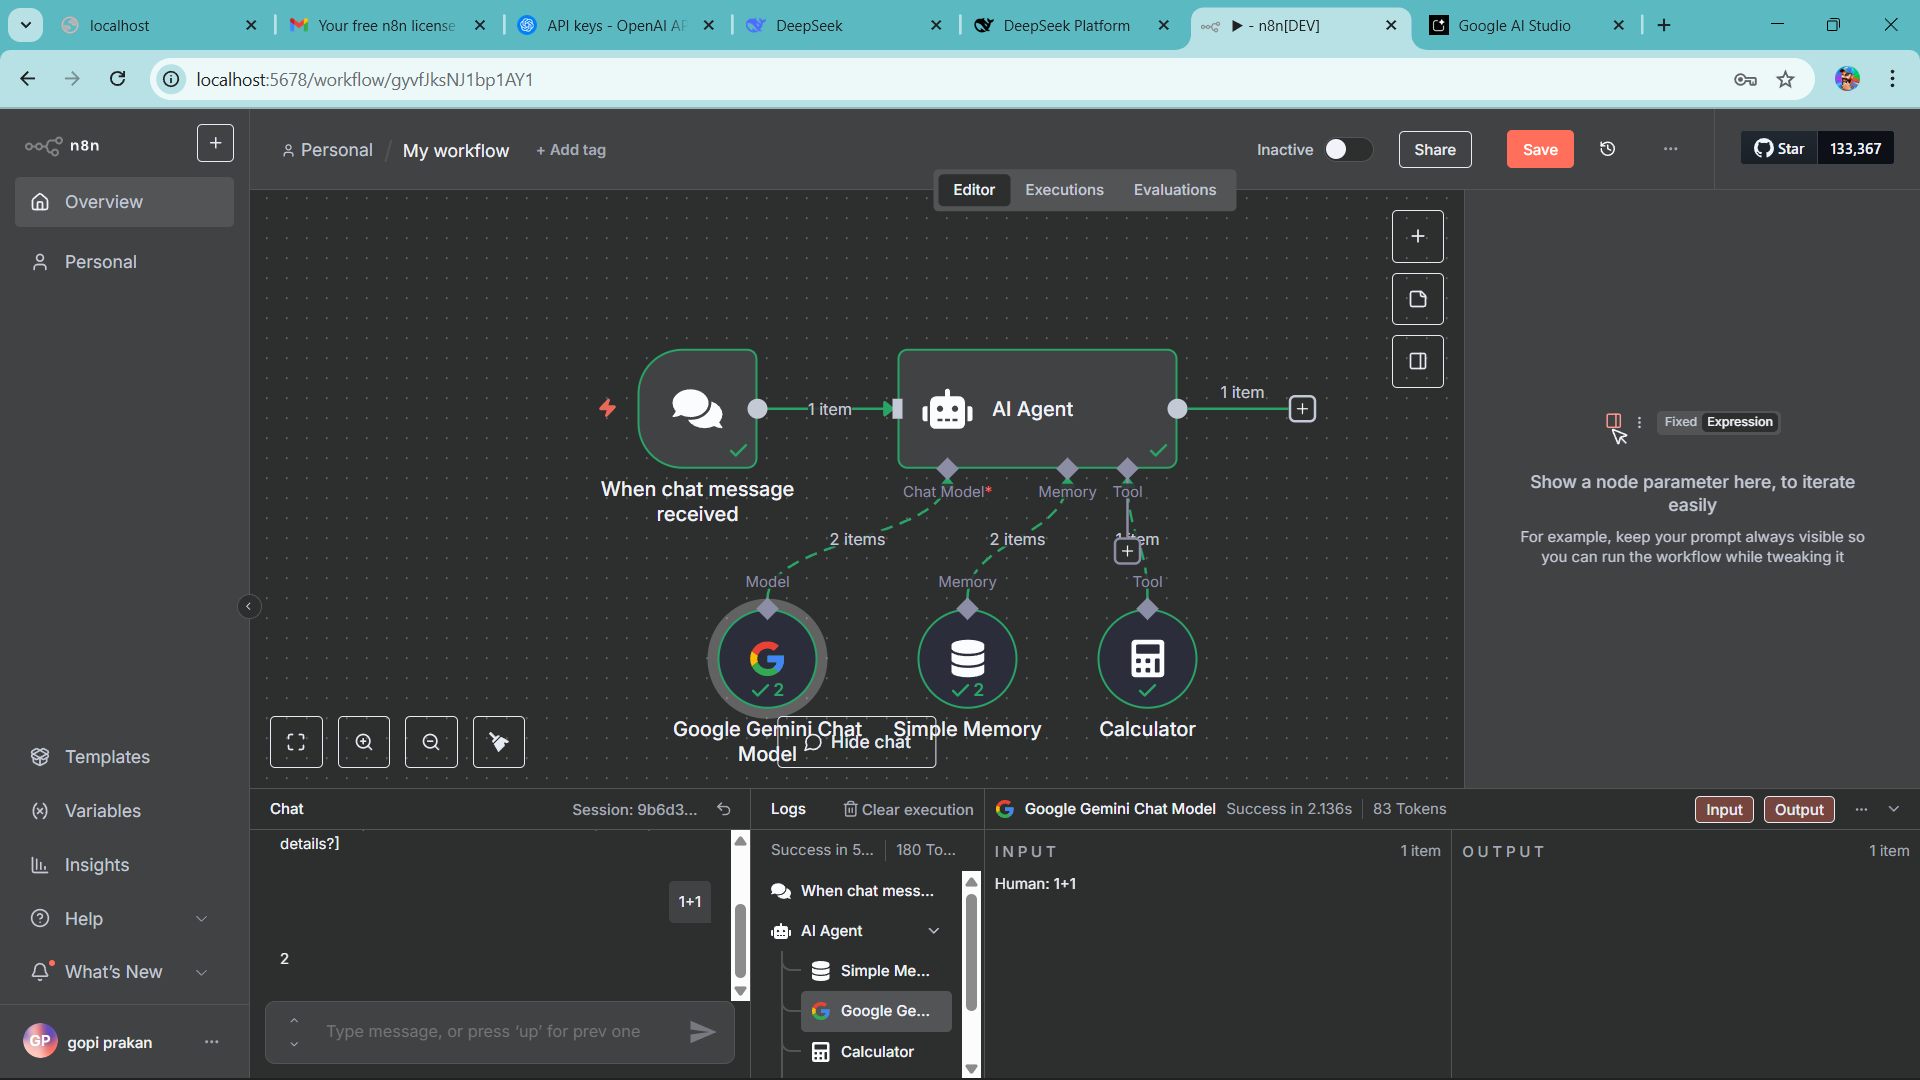 localhost
Your free n8n license
API keys - OpenAI AP
DeepSeek
DeepSeek Platform
▶ - n8n[DEV]
Google AI Studio
localhost:5678/workflow/gyvfJksNJ1bp1AY1
n8n
Personal / My workflow + Add tag
Inactive
Share
Save
Star 133,367
Editor
Executions
Evaluations
Overview
Personal
Templates
Variables
Insights
Help
What's New
GP gopi prakan
1 item
AI Agent
1 item
When chat message
received
Chat Model*
Memory
Tool
2 items
2 items
Model
Memory
Tool
2
2
Google Gemini Chat
Model
Simple Memory
Calculator
Hide chat
Fixed Expression
Show a node parameter here, to iterate
easily
For example, keep your prompt always visible so
you can run the workflow while tweaking it
Chat
Session: 9b6d3...
details?]
1+1
2
Type message, or press 'up' for prev one
Logs
Clear execution
Success in 5...
180 To...
When chat mess...
AI Agent
Simple Me...
Google Ge...
Calculator
Google Gemini Chat Model Success in 2.136s 83 Tokens
Input
Output
INPUT
1 item
Human: 1+1
OUTPUT
1 item